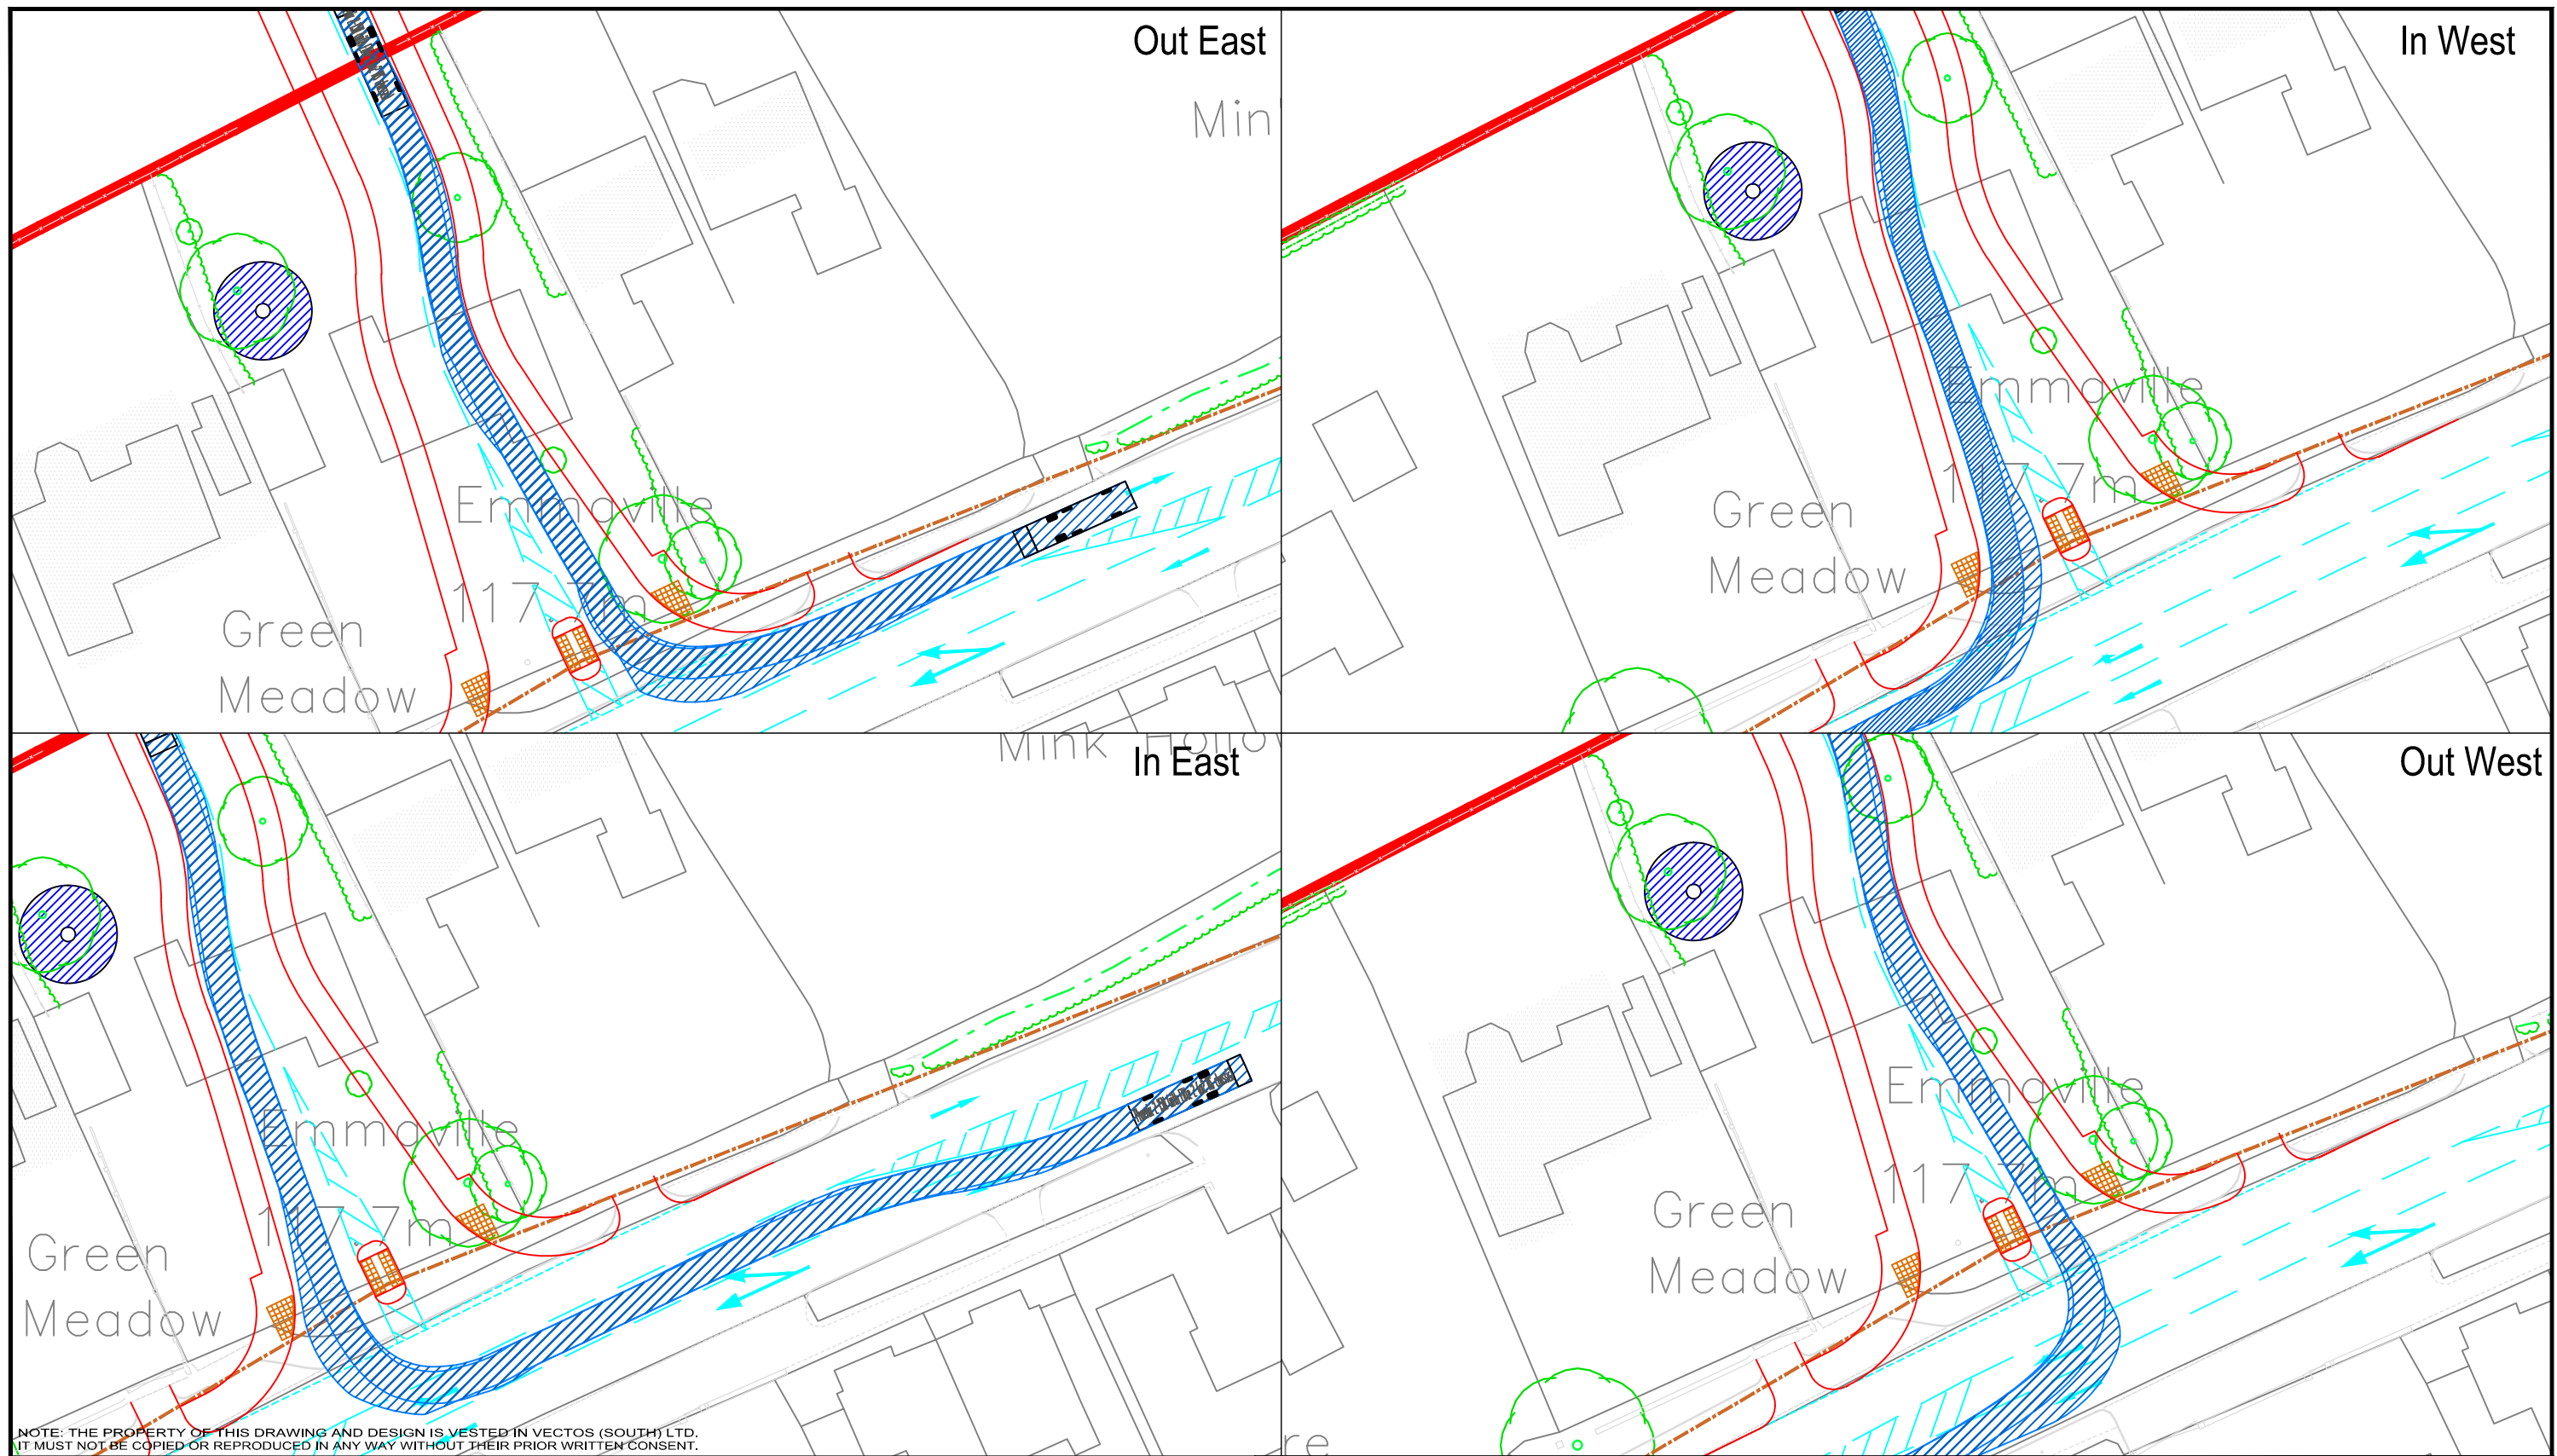 Out East
Min
Emmaville
117.7m
Green
Meadow
In West
Emmaville
117.7m
Green
Meadow
Mink Hollo
In East
Emmaville
117.7m
Green
Meadow
NOTE: THE PROPERTY OF THIS DRAWING AND DESIGN IS VESTED IN VECTOS (SOUTH) LTD.
IT MUST NOT BE COPIED OR REPRODUCED IN ANY WAY WITHOUT THEIR PRIOR WRITTEN CONSENT.
Out West
Emmaville
117.7m
Green
Meadow
re